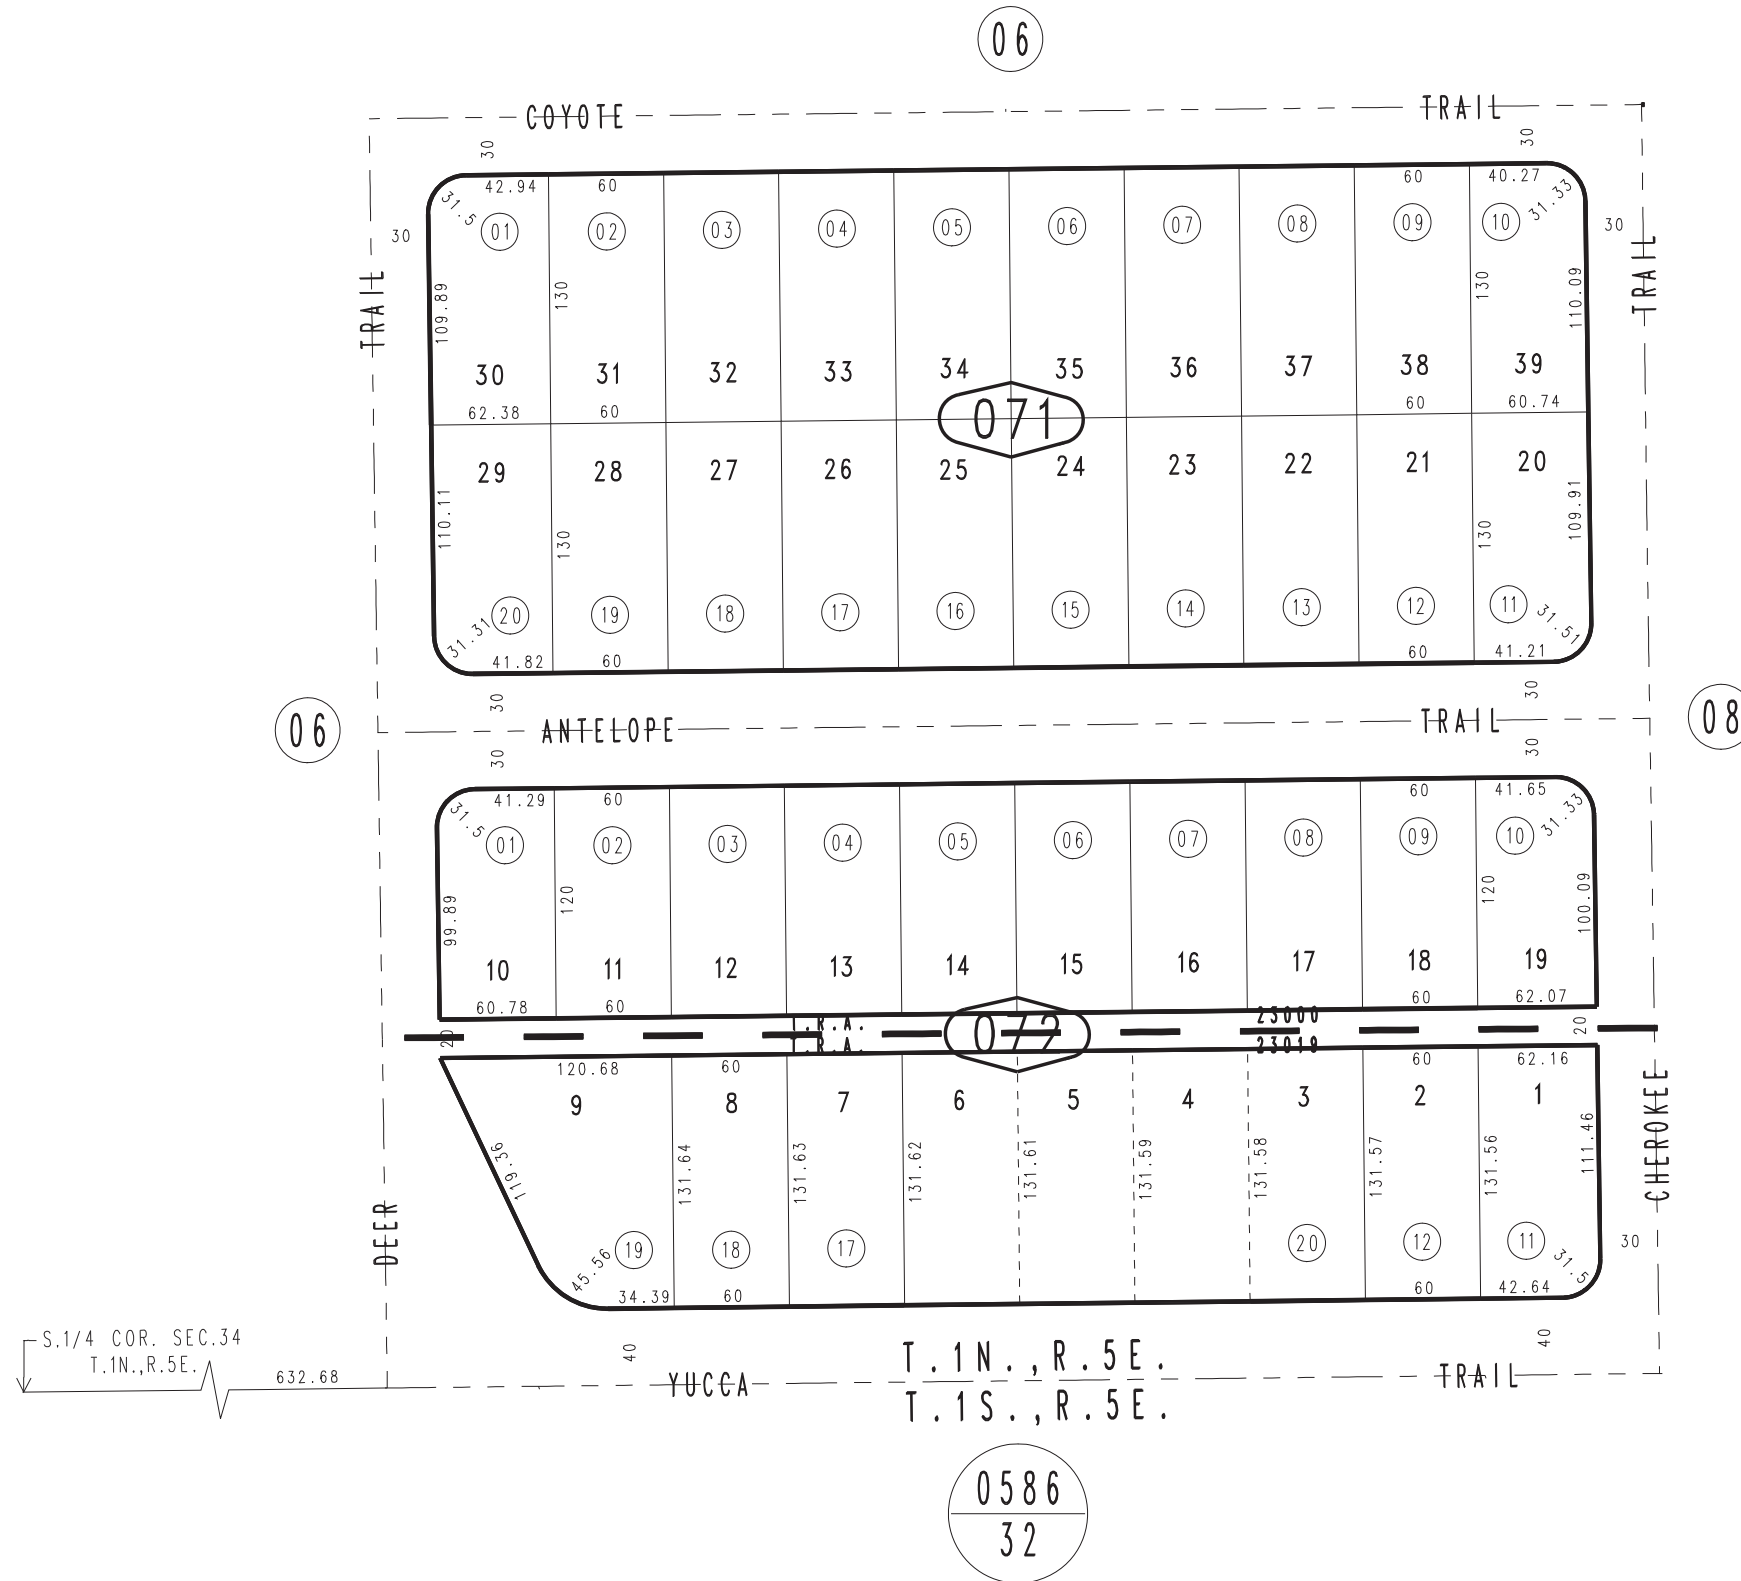 06
COYOTE TRAIL
30 30
42.94 60 60 40.27
31.5 31.33
01 02 03 04 05 06 07 08 09 10
30 30
TRAIL TRAIL
109.89 130 130 110.09
30 31 32 33 34 35 36 37 38 39
62.38 60 60 60.74
071
29 28 27 26 25 24 23 22 21 20
110.11 130 130 109.91
20 19 18 17 16 15 14 13 12 11
31.31 31.51
41.82 60 60 41.21
30 30
06 ANTELOPE TRAIL 08
30 30
41.29 60 60 41.65
31.5 31.33
01 02 03 04 05 06 07 08 09 10
99.89 120 120 100.09
10 11 12 13 14 15 16 17 18 19
60.78 60 60 62.07
T.R.A. 23000
20 072 20
T.R.A. 23019
120.68 60 60 62.16
9 8 7 6 5 4 3 2 1
119.36 131.64 131.63 131.62 131.61 131.59 131.58 131.57 131.56 111.46
DEER CHEROKEE
19 18 17 20 12 11 30
45.56 31.5
34.39 60 60 42.64
40 40
S.1/4 COR. SEC.34
T.1N.,R.5E.
632.68
T.1N.,R.5E.
YUCCA TRAIL
T.1S.,R.5E.
0586
32